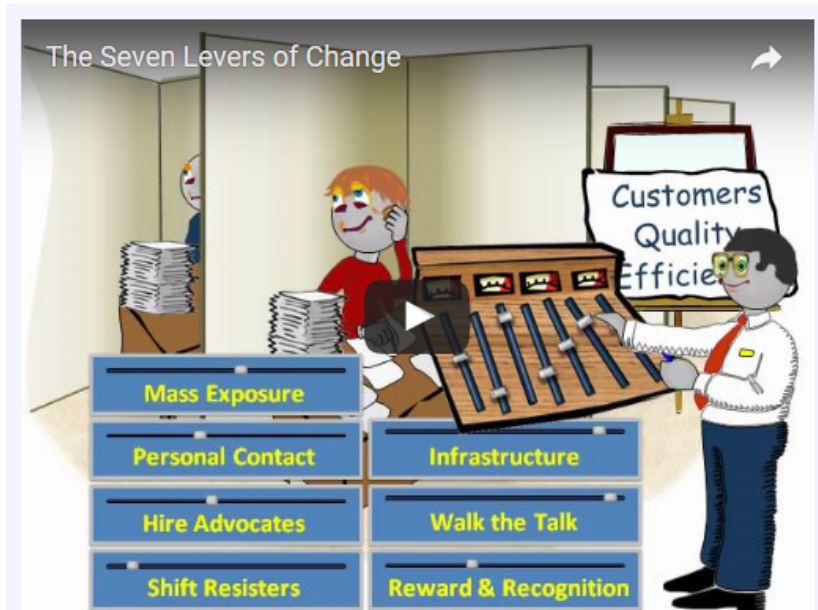 The Seven Levers of Change
Customers
Quality
Mass Exposure
Personal Contact
Hire Advocates
Shift Resisters
Infrastructure
Walk the Talk
Reward & Recognition